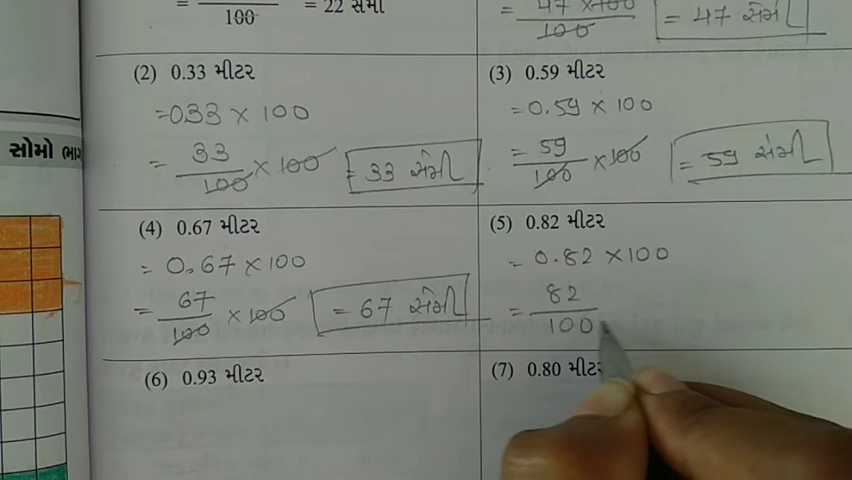 = 100 = 22 સેમી
= 47 × 100 / 100 = 47 સેમી
સોમો ભાગ
(2) 0.33 મીટર
= 0.33 × 100
= 33 / 100 × 100 = 33 સેમી
(3) 0.59 મીટર
= 0.59 × 100
= 59 / 100 × 100 = 59 સેમી
(4) 0.67 મીટર
= 0.67 × 100
= 67 / 100 × 100 = 67 સેમી
(5) 0.82 મીટર
= 0.82 × 100
= 82 / 100
(6) 0.93 મીટર
(7) 0.80 મીટર